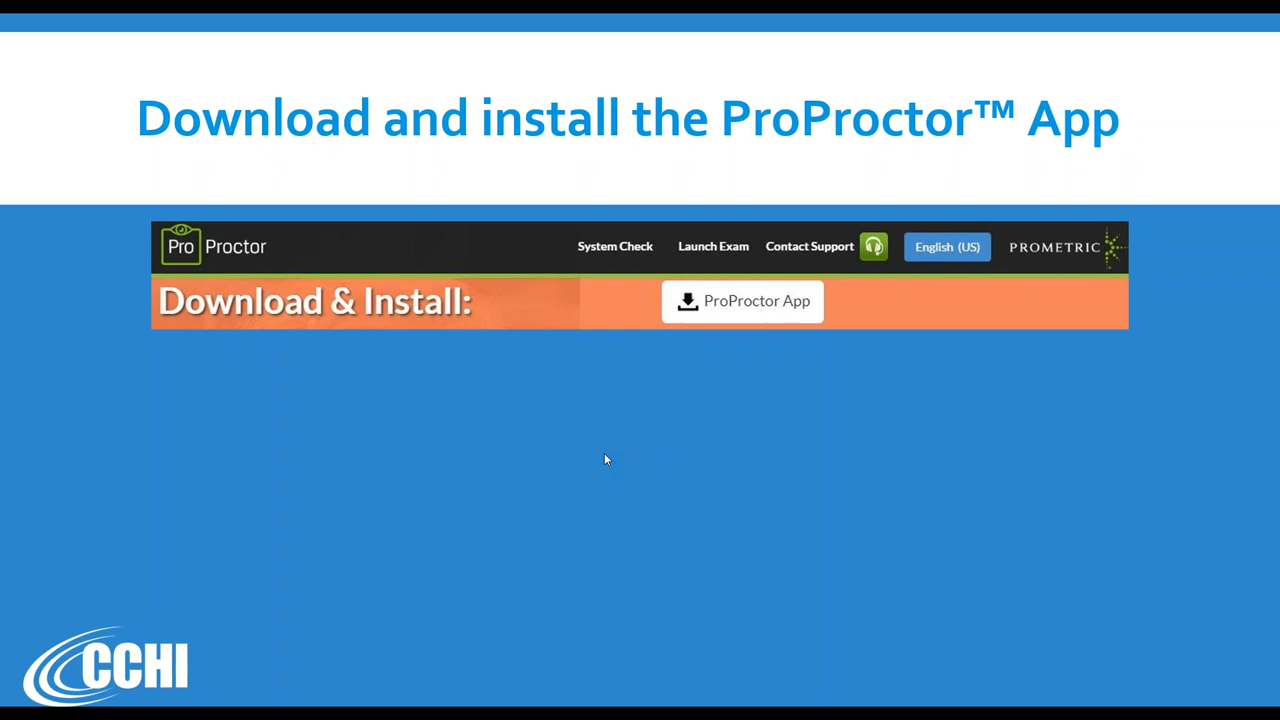 Download and install the ProProctor™ App
Pro Proctor System Check Launch Exam Contact Support English (US) PROMETRIC
Download & Install: ProProctor App
CCHI